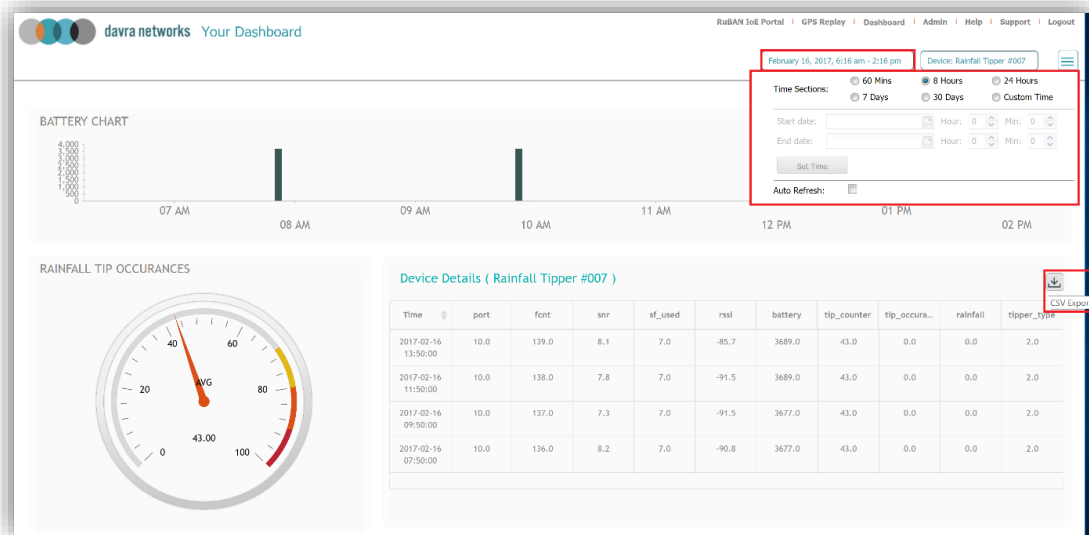 RuBAN IoE Portal | GPS Replay | Dashboard | Admin | Help | Support | Logout
davra networks Your Dashboard
February 16, 2017, 6:16 am - 2:16 pm Device: Rainfall Tipper #007
Time Sections: 60 Mins 8 Hours 24 Hours
7 Days 30 Days Custom Time
Start date: Hour: 0 Min: 0
End date: Hour: 0 Min: 0
Set Time
Auto Refresh:
BATTERY CHART
4,000
3,500
3,000
2,500
2,000
1,500
1,000
500
0
07 AM 09 AM 11 AM 01 PM
08 AM 10 AM 12 PM 02 PM
RAINFALL TIP OCCURANCES
40 60
20 AVG 80
43.00
0 100
Device Details ( Rainfall Tipper #007 )
CSV Expor
Time port fcnt snr sf_used rssi battery tip_counter tip_occura... rainfall tipper_type
2017-02-16 13:50:00 10.0 139.0 8.1 7.0 -85.7 3689.0 43.0 0.0 0.0 2.0
2017-02-16 11:50:00 10.0 138.0 7.8 7.0 -91.5 3689.0 43.0 0.0 0.0 2.0
2017-02-16 09:50:00 10.0 137.0 7.3 7.0 -91.5 3677.0 43.0 0.0 0.0 2.0
2017-02-16 07:50:00 10.0 136.0 8.2 7.0 -90.8 3677.0 43.0 0.0 0.0 2.0